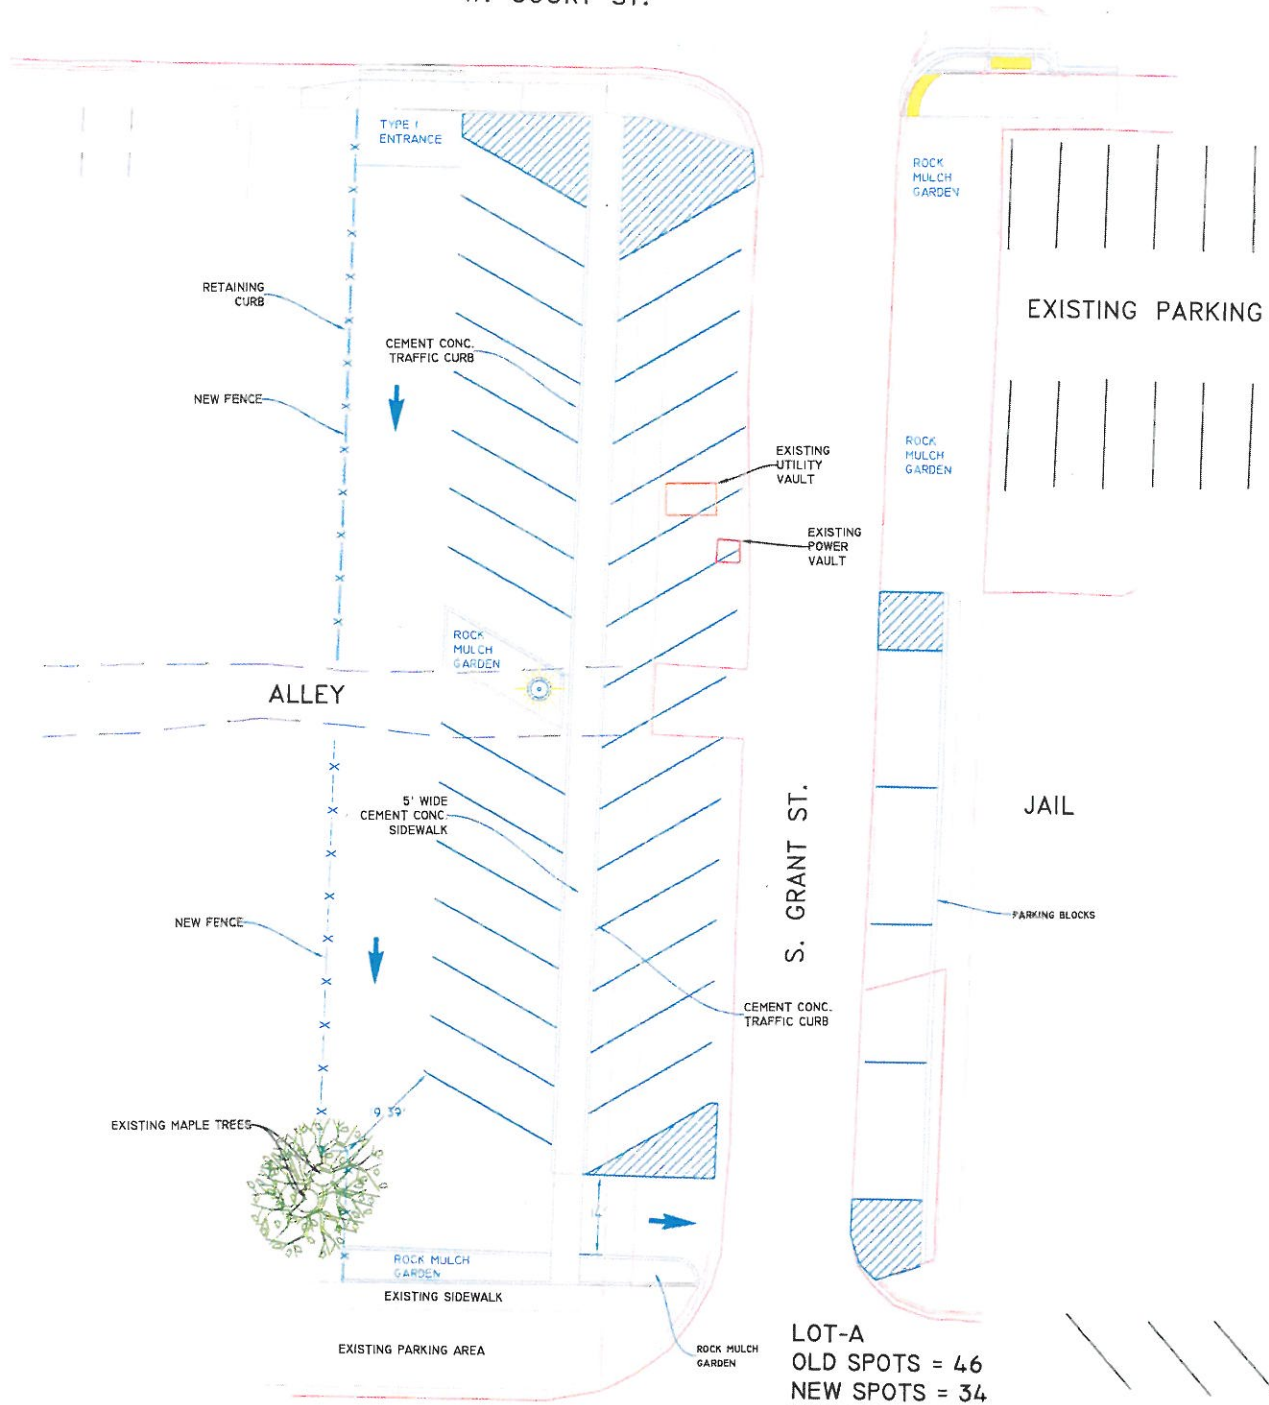 W. COURT ST.
TYPE 1
ENTRANCE
ROCK
MULCH
GARDEN
RETAINING
CURB
EXISTING PARKING
CEMENT CONC.
TRAFFIC CURB
NEW FENCE
ROCK
MULCH
GARDEN
EXISTING
UTILITY
VAULT
EXISTING
POWER
VAULT
ROCK
MULCH
GARDEN
ALLEY
5' WIDE
CEMENT CONC.
SIDEWALK
S. GRANT ST.
JAIL
NEW FENCE
PARKING BLOCKS
CEMENT CONC.
TRAFFIC CURB
9.39'
EXISTING MAPLE TREES
ROCK MULCH
GARDEN
EXISTING SIDEWALK
EXISTING PARKING AREA
ROCK MULCH
GARDEN
LOT-A
OLD SPOTS = 46
NEW SPOTS = 34